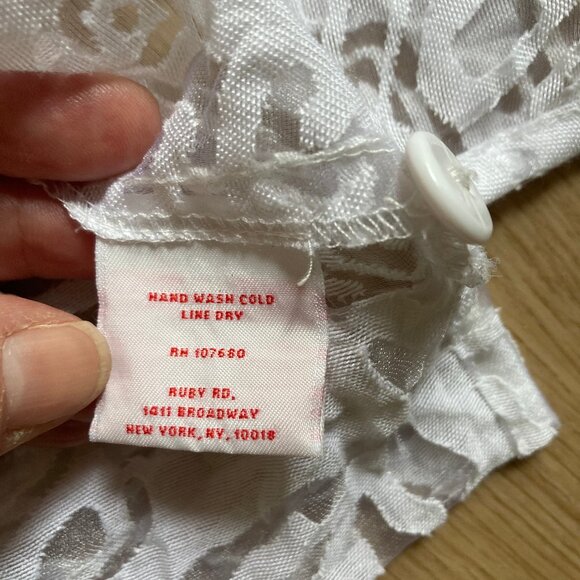 HAND WASH COLD
LINE DRY
RN 107680
RUBY RD.
1411 BROADWAY
NEW YORK, NY, 10018